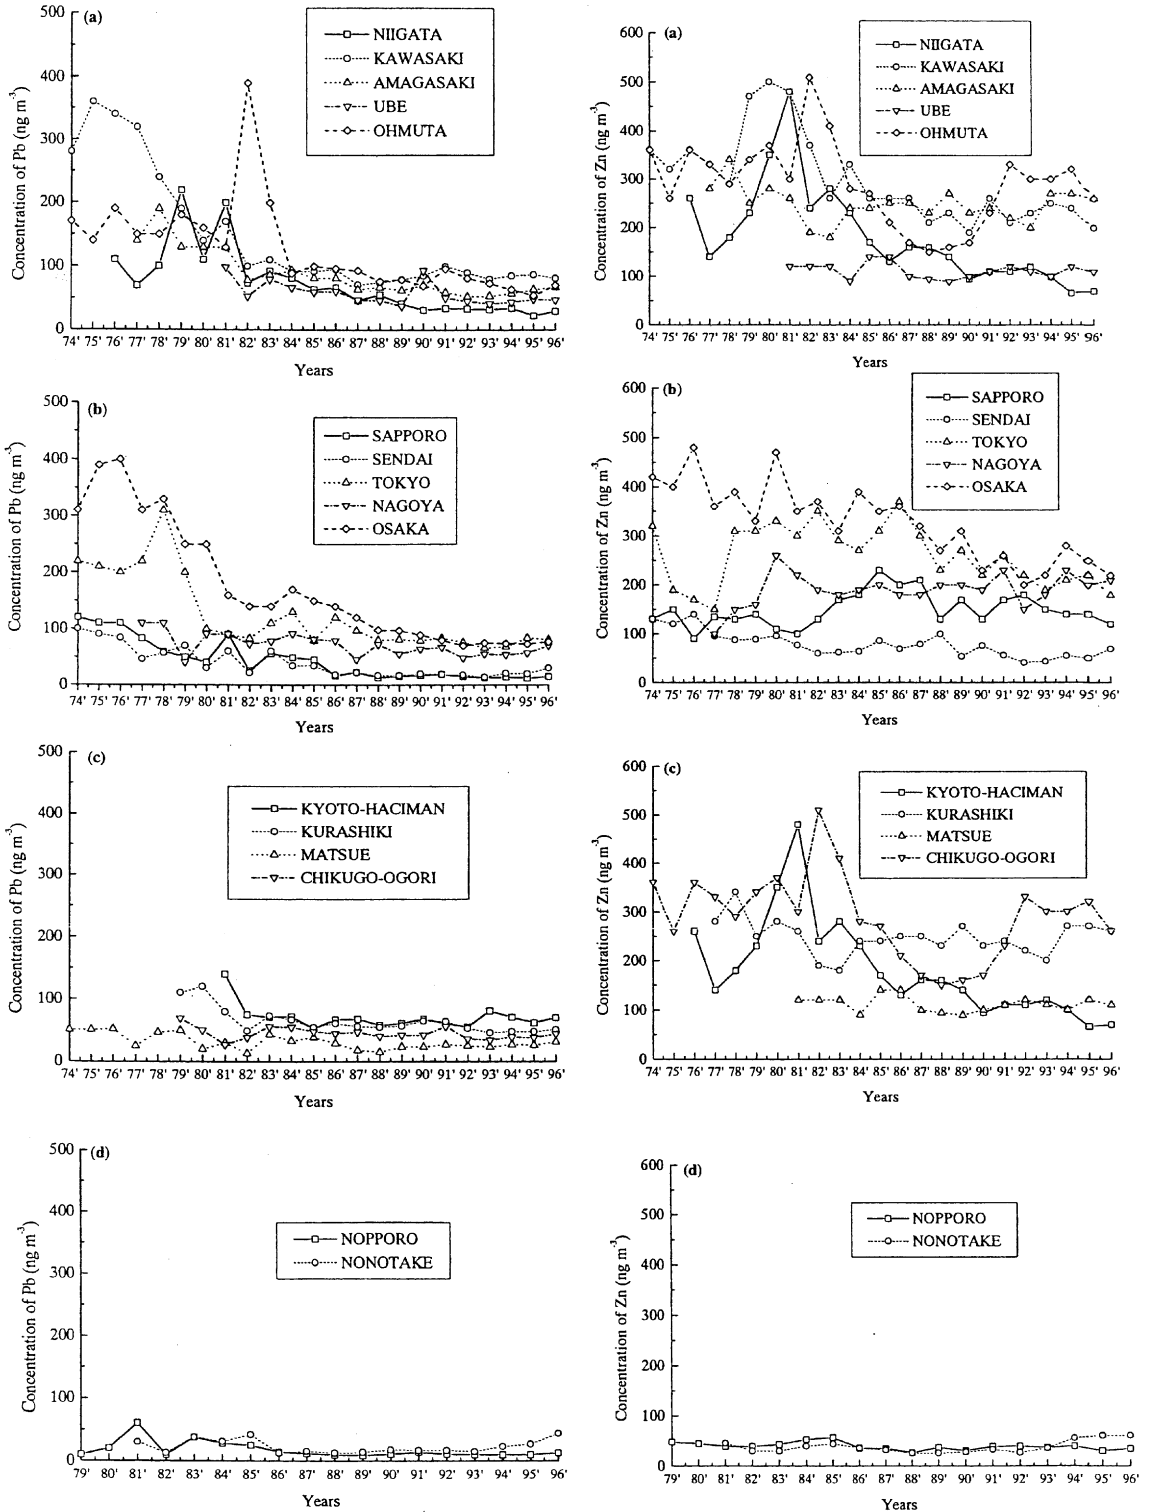 (a)
Concentration of Pb (ng m-3)
500
400
300
200
100
0
NIIGATA
KAWASAKI
AMAGASAKI
UBE
OHMUTA
74' 75' 76' 77' 78' 79' 80' 81' 82' 83' 84' 85' 86' 87' 88' 89' 90' 91' 92' 93' 94' 95' 96'
Years
(a)
Concentration of Zn (ng m-3)
600
500
400
300
200
100
0
NIIGATA
KAWASAKI
AMAGASAKI
UBE
OHMUTA
74' 75' 76' 77' 78' 79' 80' 81' 82' 83' 84' 85' 86' 87' 88' 89' 90' 91' 92' 93' 94' 95' 96'
Years
(b)
Concentration of Pb (ng m-3)
500
400
300
200
100
0
SAPPORO
SENDAI
TOKYO
NAGOYA
OSAKA
74' 75' 76' 77' 78' 79' 80' 81' 82' 83' 84' 85' 86' 87' 88' 89' 90' 91' 92' 93' 94' 95' 96'
Years
(b)
Concentration of Zn (ng m-3)
600
500
400
300
200
100
0
SAPPORO
SENDAI
TOKYO
NAGOYA
OSAKA
74' 75' 76' 77' 78' 79' 80' 81' 82' 83' 84' 85' 86' 87' 88' 89' 90' 91' 92' 93' 94' 95' 96'
Years
(c)
Concentration of Pb (ng m-3)
500
400
300
200
100
0
KYOTO-HACIMAN
KURASHIKI
MATSUE
CHIKUGO-OGORI
74' 75' 76' 77' 78' 79' 80' 81' 82' 83' 84' 85' 86' 87' 88' 89' 90' 91' 92' 93' 94' 95' 96'
Years
(c)
Concentration of Zn (ng m-3)
600
500
400
300
200
100
0
KYOTO-HACIMAN
KURASHIKI
MATSUE
CHIKUGO-OGORI
74' 75' 76' 77' 78' 79' 80' 81' 82' 83' 84' 85' 86' 87' 88' 89' 90' 91' 92' 93' 94' 95' 96'
Years
(d)
Concentration of Pb (ng m-3)
500
400
300
200
100
0
NOPPORO
NONOTAKE
79' 80' 81' 82' 83' 84' 85' 86' 87' 88' 89' 90' 91' 92' 93' 94' 95' 96'
Years
(d)
Concentration of Zn (ng m-3)
600
500
400
300
200
100
0
NOPPORO
NONOTAKE
79' 80' 81' 82' 83' 84' 85' 86' 87' 88' 89' 90' 91' 92' 93' 94' 95' 96'
Years